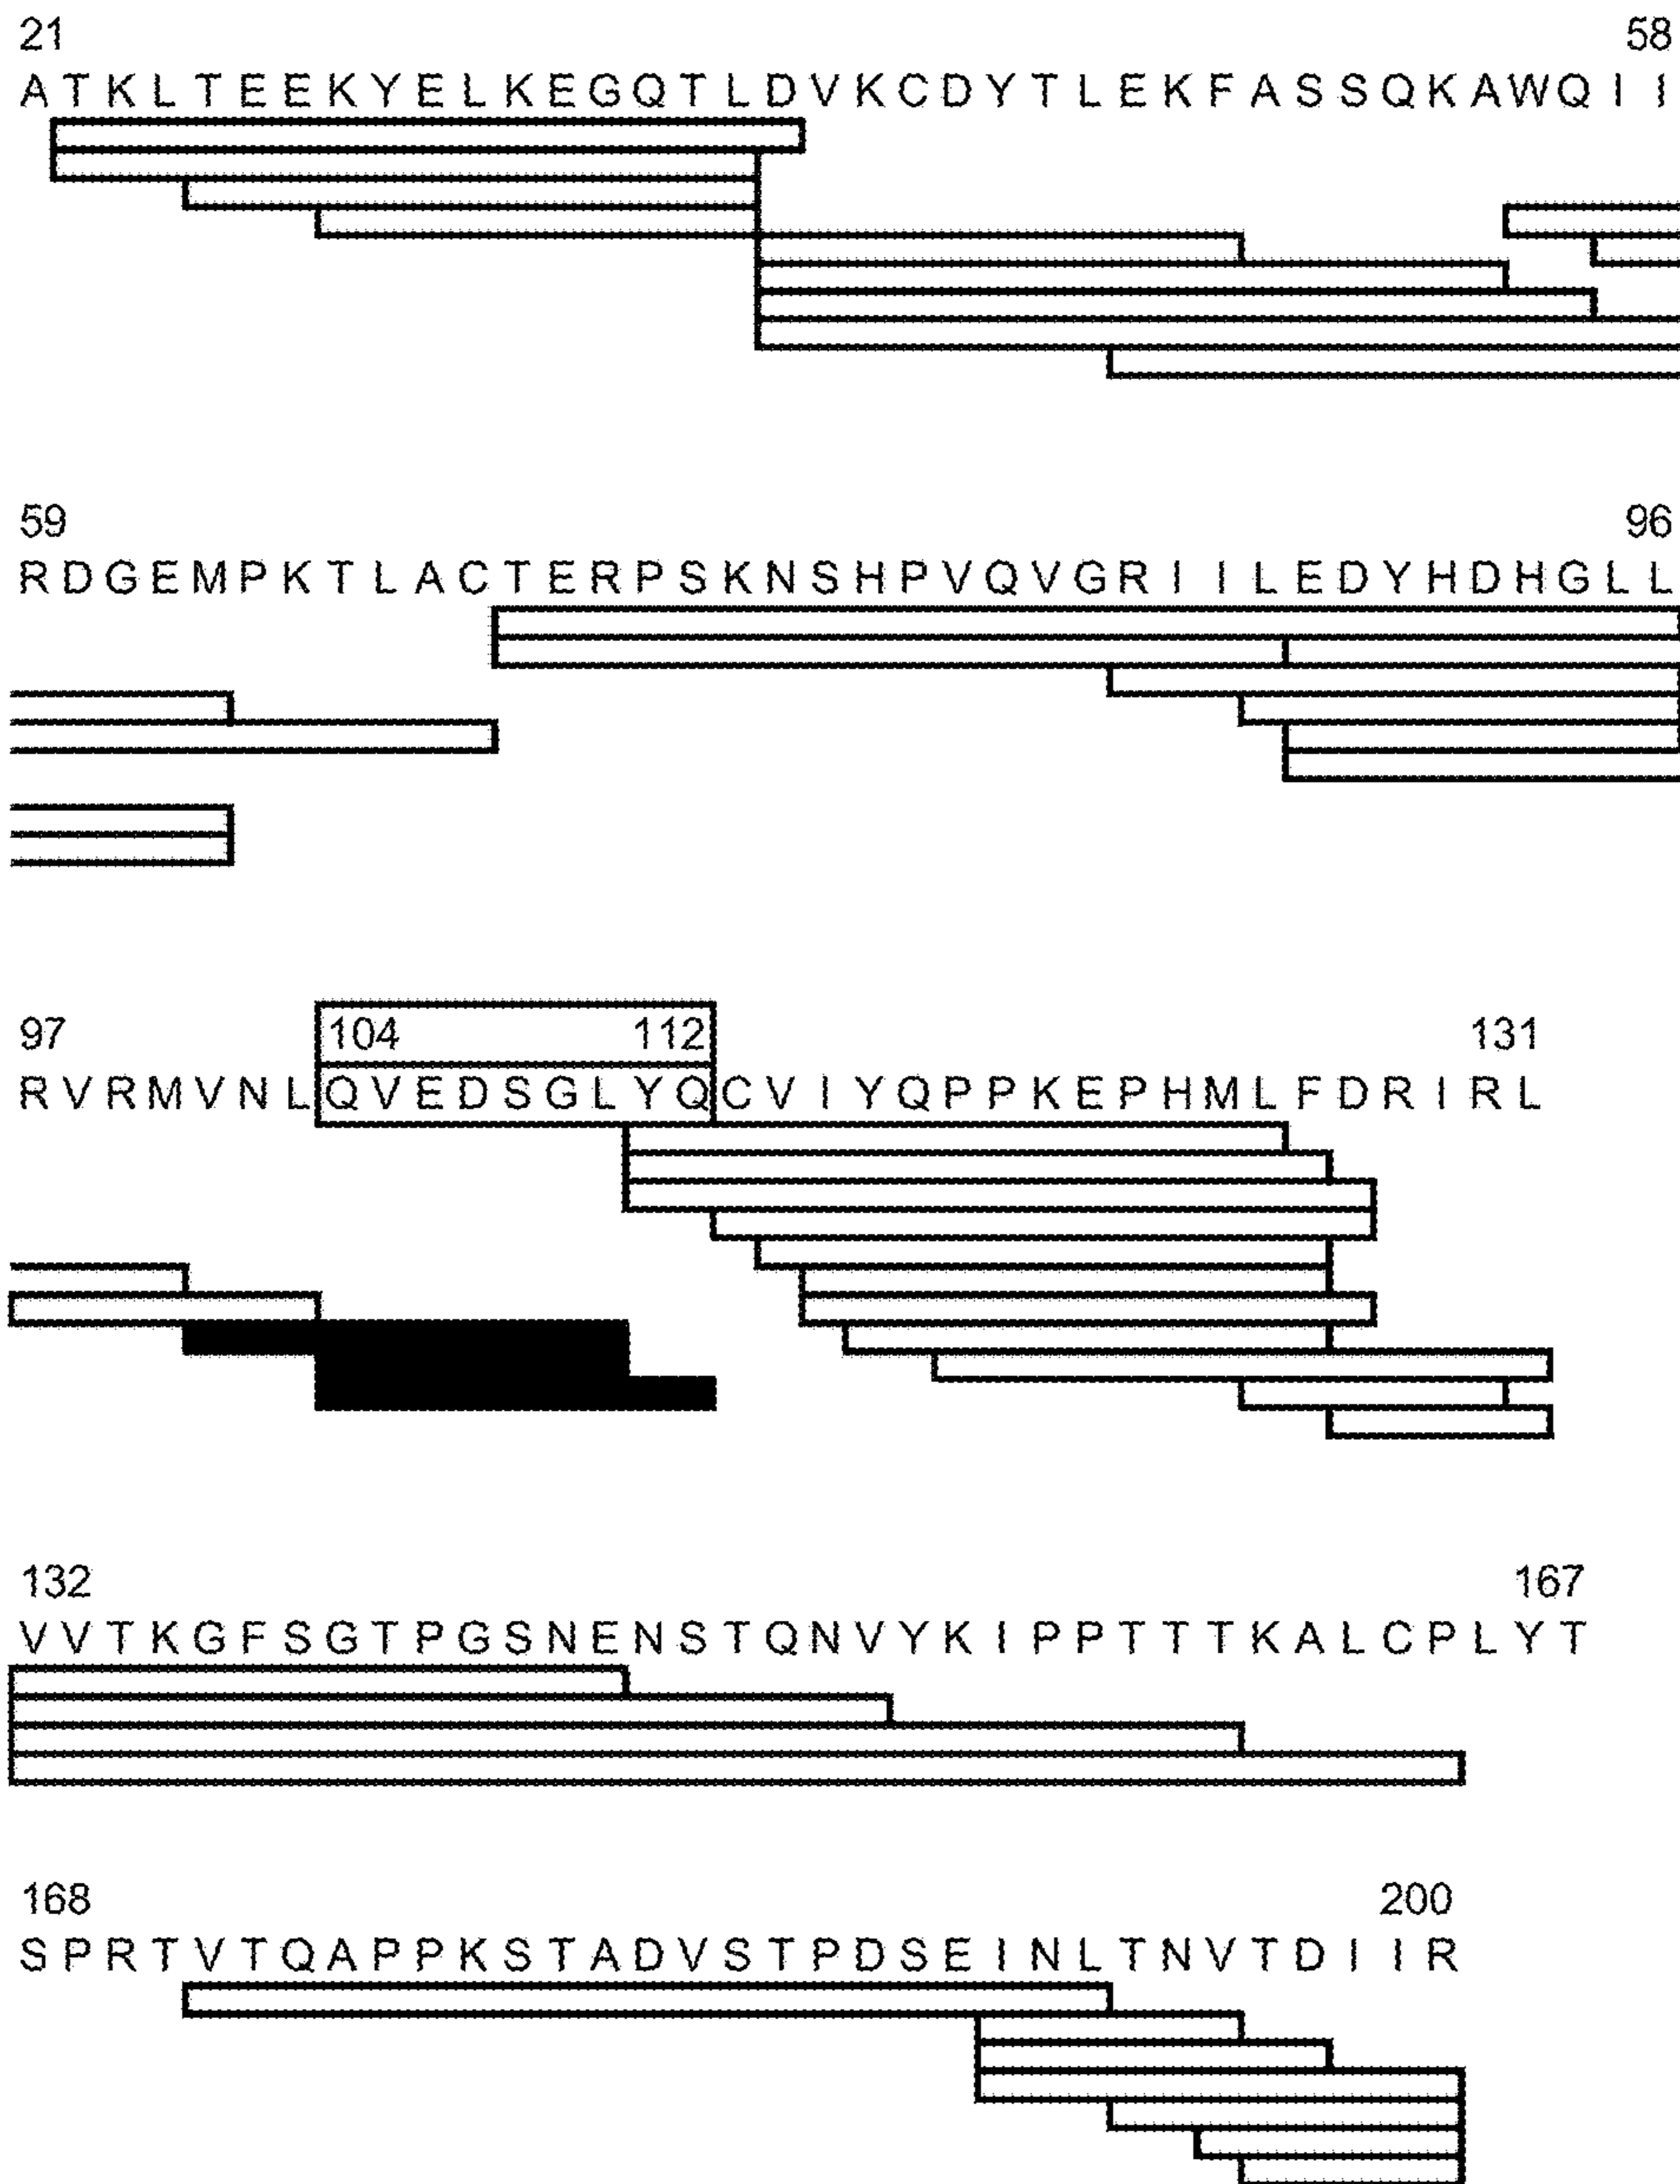 21 58
A T K L T E E K Y E L K E G Q T L D V K C D Y T L E K F A S S Q K A W Q I I
59 96
R D G E M P K T L A C T E R P S K N S H P V Q V G R I I L E D Y H D H G L L
97 104 112 131
R V R M V N L Q V E D S G L Y Q C V I Y Q P P K E P H M L F D R I R L
132 167
V V T K G F S G T P G S N E N S T Q N V Y K I P P T T T K A L C P L Y T
168 200
S P R T V T Q A P P K S T A D V S T P D S E I N L T N V T D I I R